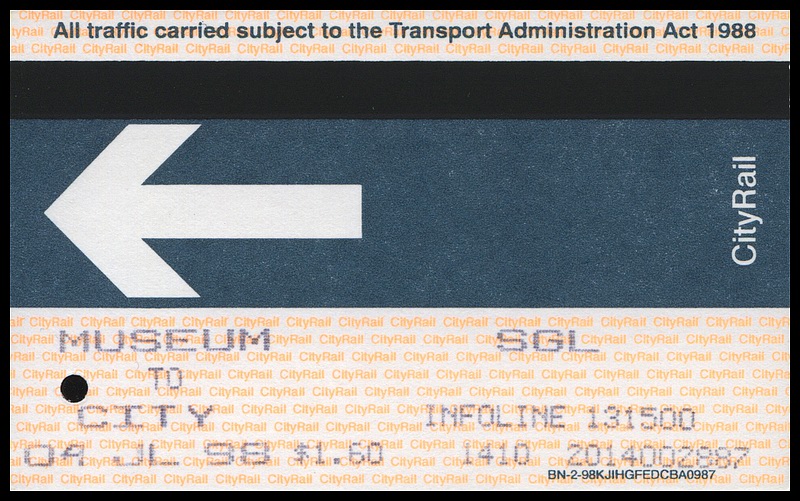 All traffic carried subject to the Transport Administration Act 1988
CityRail
MUSEUM SGL
TO
CITY INFOLINE 131500
04 JL 98 $1.60 1410 2014002887
BN-2-98KJIHGFEDCBA0987